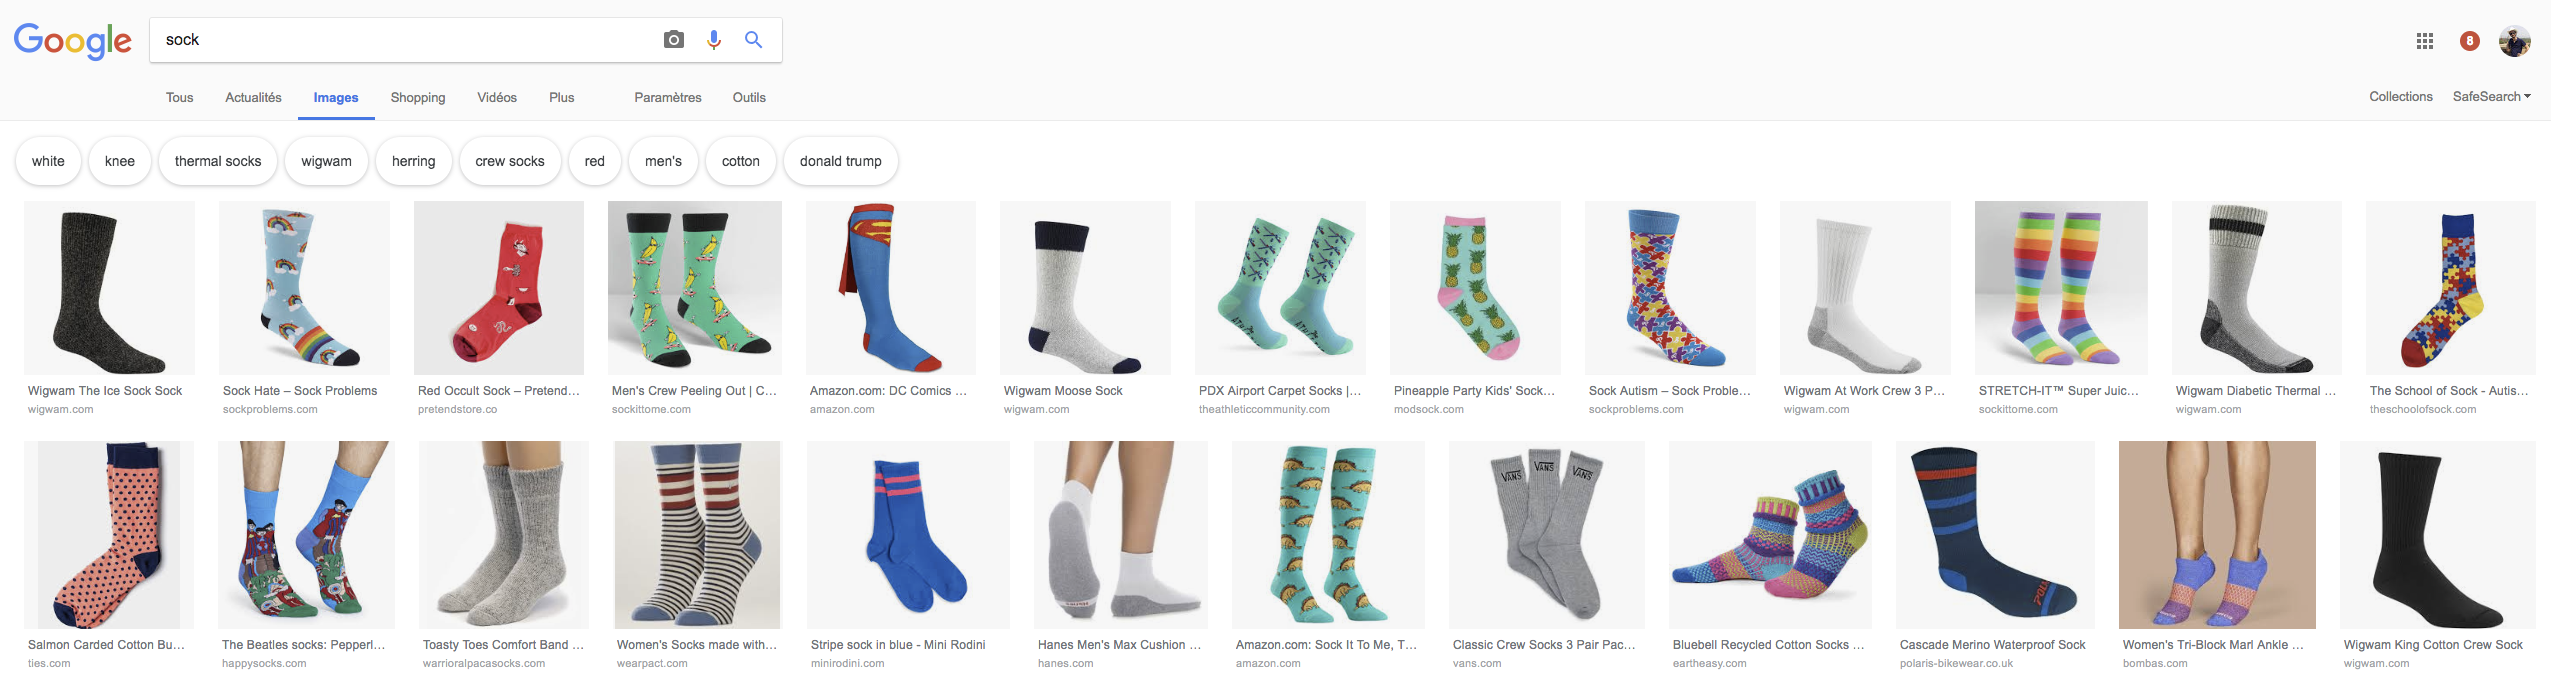 Google
sock
8
Tous Actualités Images Shopping Vidéos Plus Paramètres Outils Collections SafeSearch
white knee thermal socks wigwam herring crew socks red men's cotton donald trump
Wigwam The Ice Sock Sock
wigwam.com
Sock Hate – Sock Problems
sockproblems.com
Red Occult Sock – Pretend...
pretendstore.co
Men's Crew Peeling Out | C...
sockittome.com
Amazon.com: DC Comics ...
amazon.com
Wigwam Moose Sock
wigwam.com
PDX Airport Carpet Socks |...
theathleticcommunity.com
Pineapple Party Kids' Sock...
modsock.com
Sock Autism – Sock Proble...
sockproblems.com
Wigwam At Work Crew 3 P...
wigwam.com
STRETCH-IT™ Super Juic...
sockittome.com
Wigwam Diabetic Thermal ...
wigwam.com
The School of Sock - Autis...
theschoolofsock.com
VANS
VANS
VANS
Salmon Carded Cotton Bu...
ties.com
The Beatles socks: Pepperl...
happysocks.com
Toasty Toes Comfort Band ...
warrioralpacasocks.com
Women's Socks made with...
wearpact.com
Stripe sock in blue - Mini Rodini
minirodini.com
Hanes Men's Max Cushion ...
hanes.com
Amazon.com: Sock It To Me, T...
amazon.com
Classic Crew Socks 3 Pair Pac...
vans.com
Bluebell Recycled Cotton Socks ...
eartheasy.com
Cascade Merino Waterproof Sock
polaris-bikewear.co.uk
Women's Tri-Block Marl Ankle ...
bombas.com
Wigwam King Cotton Crew Sock
wigwam.com